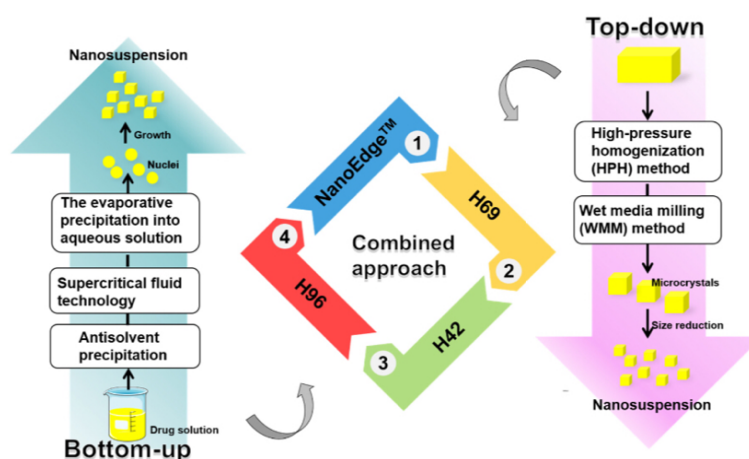 Nanosuspension
Growth
Nuclei
The evaporative
precipitation into
aqueous solution
Supercritical fluid
technology
Antisolvent
precipitation
Drug solution
Bottom-up
NanoEdge™
1
H69
2
H42
3
H96
4
Combined
approach
Top-down
High-pressure
homogenization
(HPH) method
Wet media milling
(WMM) method
Microcrystals
Size reduction
Nanosuspension